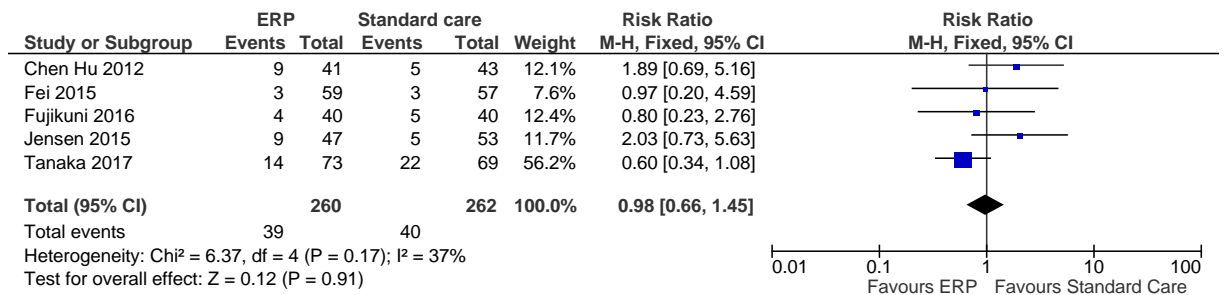 ERP Standard care Risk Ratio Risk Ratio
Study or Subgroup Events Total Events Total Weight M-H, Fixed, 95% CI M-H, Fixed, 95% CI
Chen Hu 2012 9 41 5 43 12.1% 1.89 [0.69, 5.16]
Fei 2015 3 59 3 57 7.6% 0.97 [0.20, 4.59]
Fujikuni 2016 4 40 5 40 12.4% 0.80 [0.23, 2.76]
Jensen 2015 9 47 5 53 11.7% 2.03 [0.73, 5.63]
Tanaka 2017 14 73 22 69 56.2% 0.60 [0.34, 1.08]
Total (95% CI) 260 262 100.0% 0.98 [0.66, 1.45]
Total events 39 40
Heterogeneity: Chi² = 6.37, df = 4 (P = 0.17); I² = 37%
Test for overall effect: Z = 0.12 (P = 0.91)
0.01 0.1 1 10 100
Favours ERP Favours Standard Care